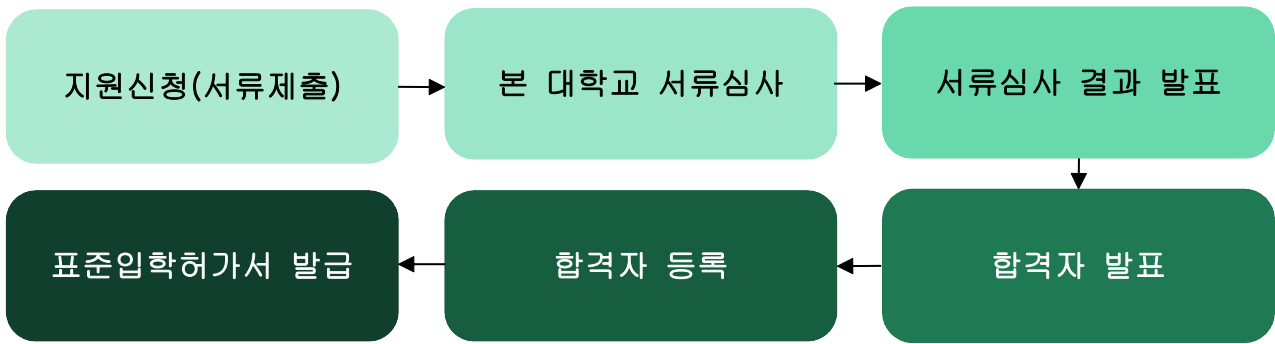 지원신청(서류제출)
본 대학교 서류심사
서류심사 결과 발표
합격자 발표
합격자 등록
표준입학허가서 발급